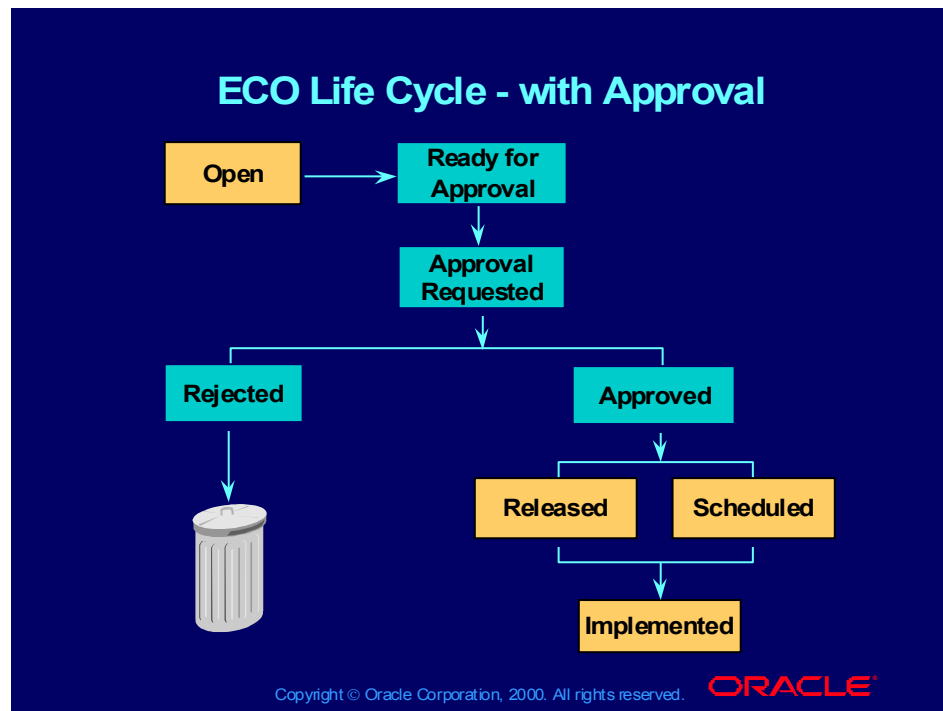 ECO Life Cycle - with Approval
Open
Ready for
Approval
Approval
Requested
Rejected
Approved
Released
Scheduled
Implemented
Copyright © Oracle Corporation, 2000. All rights reserved.
ORACLE®